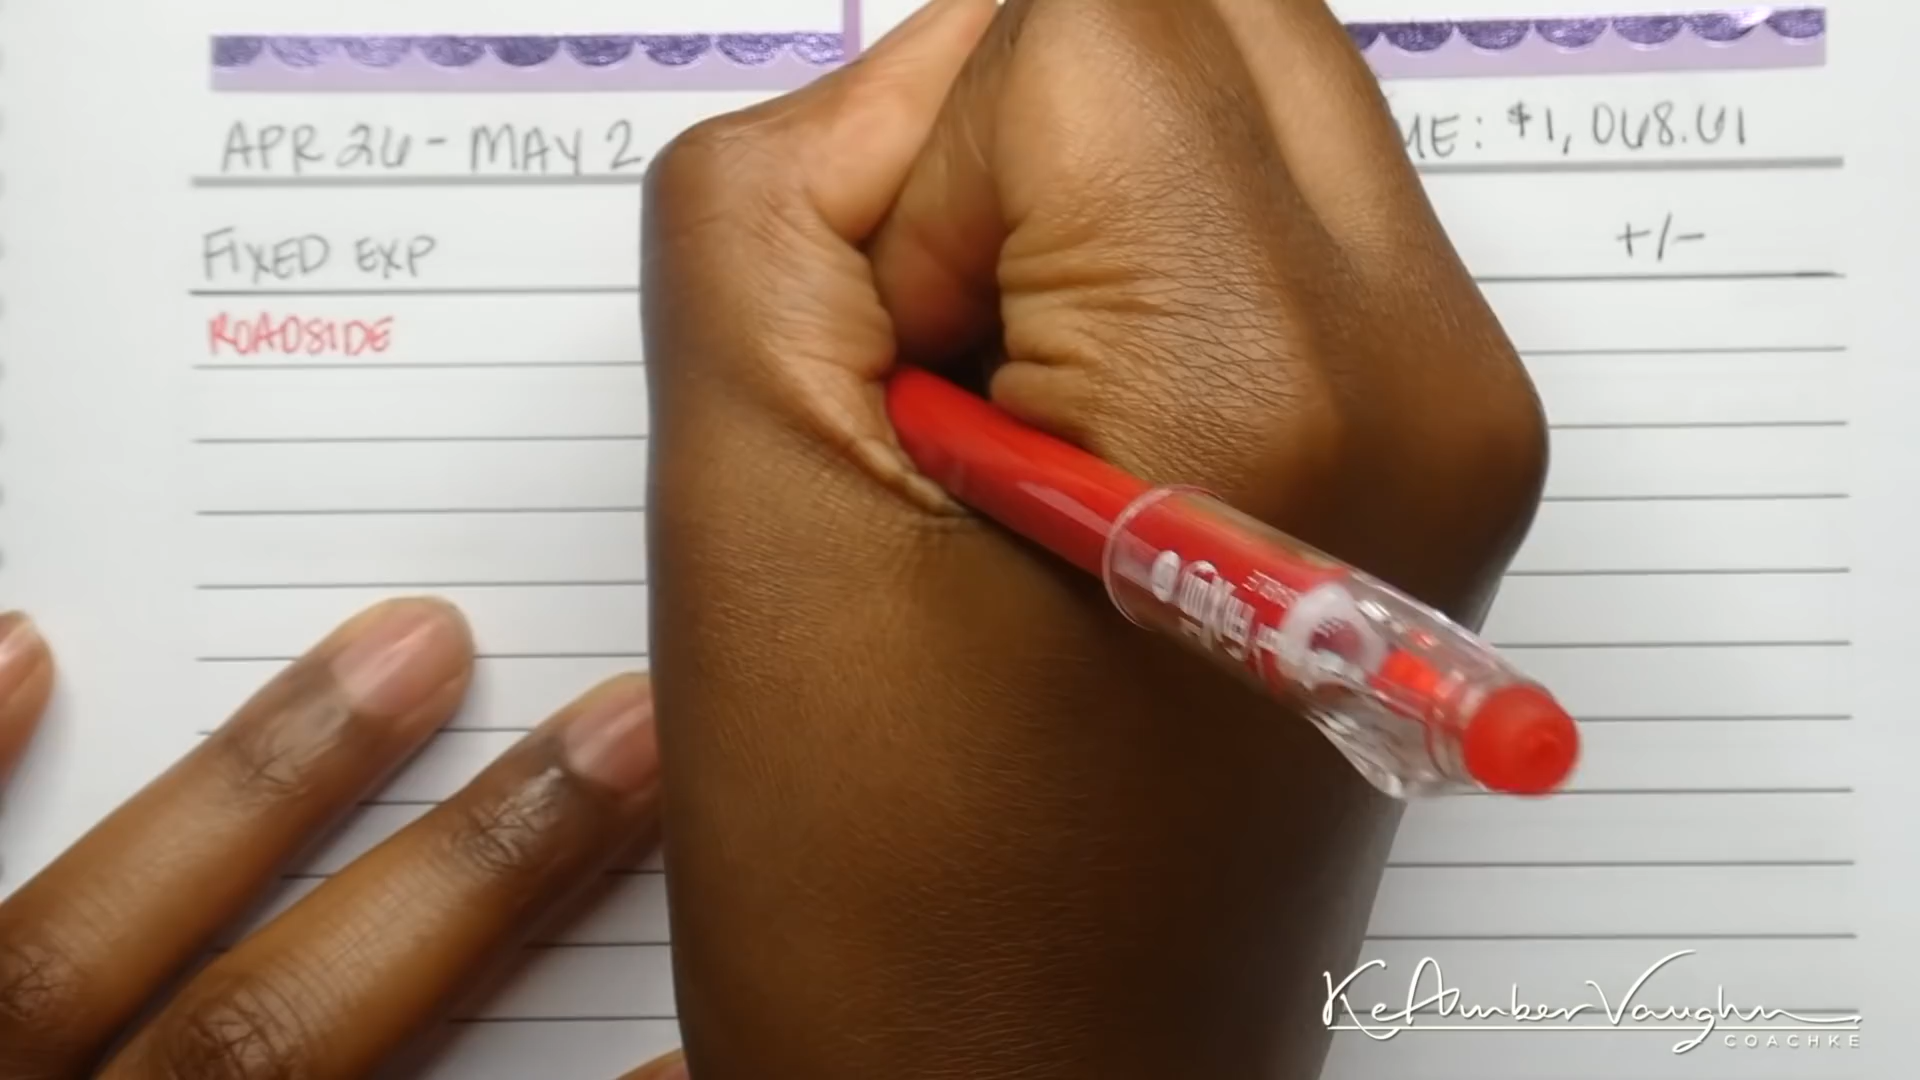 APR 26 - MAY 2
ME: $1,068.61
FIXED EXP
+/-
ROADSIDE
KeAmber Vaughn
COACHKE